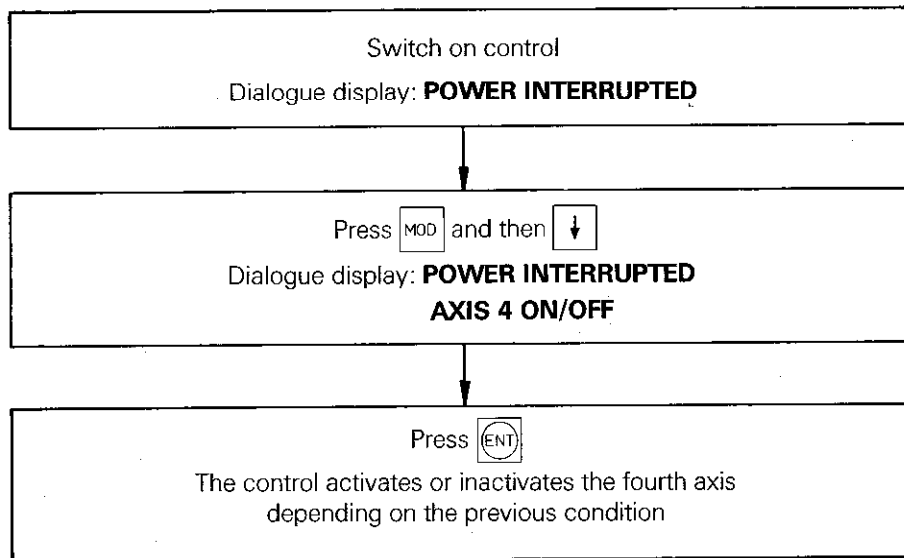 Switch on control
Dialogue display: POWER INTERRUPTED
Press MOD and then ↓
Dialogue display: POWER INTERRUPTED
AXIS 4 ON/OFF
Press ENT
The control activates or inactivates the fourth axis
depending on the previous condition